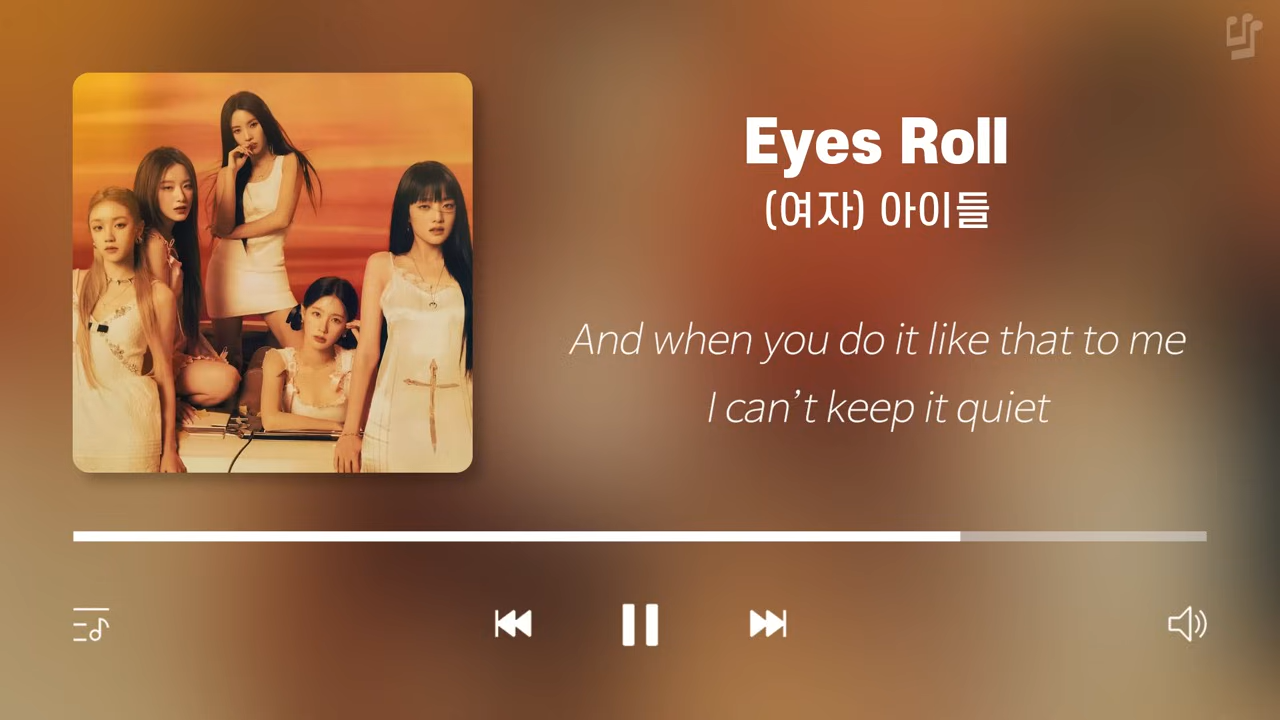 Eyes Roll
(여자) 아이들
And when you do it like that to me
I can't keep it quiet